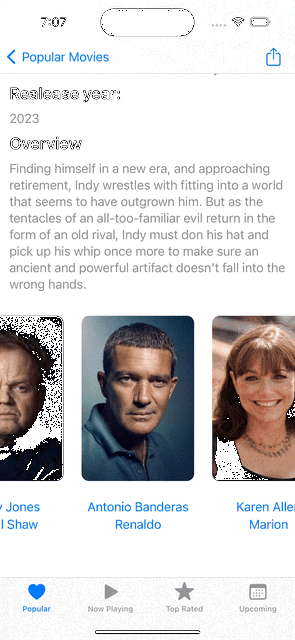 7:07
Popular Movies
Realease year:
2023
Overview
Finding himself in a new era, and approaching
retirement, Indy wrestles with fitting into a world
that seems to have outgrown him. But as the
tentacles of an all-too-familiar evil return in the
form of an old rival, Indy must don his hat and
pick up his whip once more to make sure an
ancient and powerful artifact doesn't fall into the
wrong hands.
y Jones
l Shaw
Antonio Banderas
Renaldo
Karen Aller
Marion
Popular
Now Playing
Top Rated
Upcoming